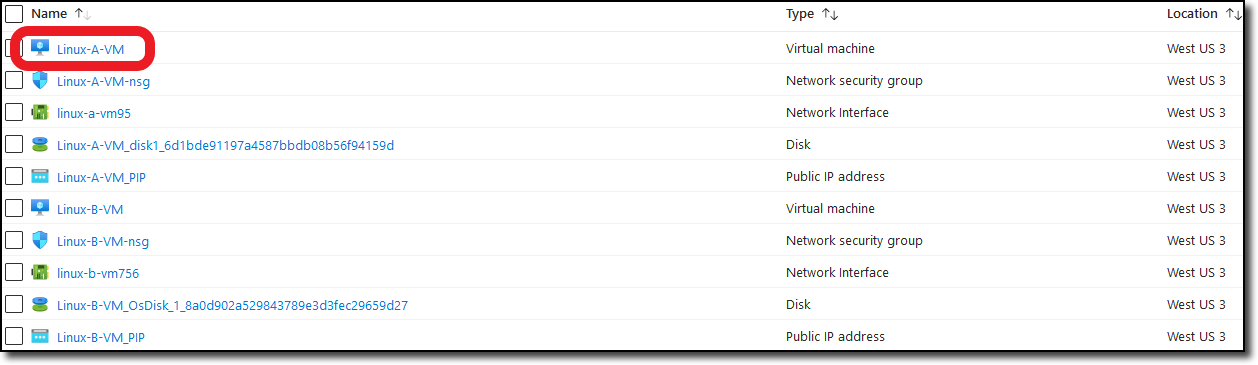 Name Type Location
Linux-A-VM Virtual machine West US 3
Linux-A-VM-nsg Network security group West US 3
linux-a-vm95 Network Interface West US 3
Linux-A-VM_disk1_6d1bde91197a4587bbdb08b56f94159d Disk West US 3
Linux-A-VM_PIP Public IP address West US 3
Linux-B-VM Virtual machine West US 3
Linux-B-VM-nsg Network security group West US 3
linux-b-vm756 Network Interface West US 3
Linux-B-VM_OsDisk_1_8a0d902a529843789e3d3fec29659d27 Disk West US 3
Linux-B-VM_PIP Public IP address West US 3